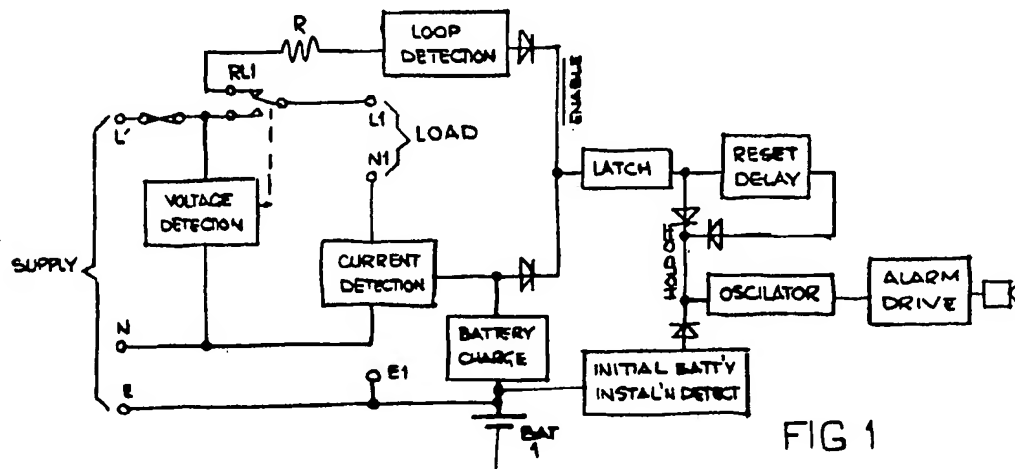 R
LOOP
DETECTION
RL1
L'
L1
LOAD
N1
ENABLE
LATCH
RESET
DELAY
VOLTAGE
DETECTION
SUPPLY
CURRENT
DETECTION
HOLD OFF
OSCILATOR
ALARM
DRIVE
N
BATTERY
CHARGE
E1
INITIAL BATT'Y
INSTAL'N DETECT
E
BAT
1
FIG 1